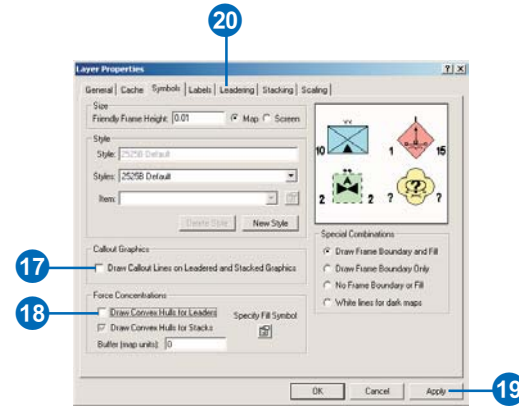 20
Layer Properties
General Cache Symbols Labels Leadering Stacking Scaling
Size
Friendly Frame Height: 0.01 Map Screen
Style
Style: 2525B Default
Styles: 2525B Default
Item:
Delete Style New Style
Callout Graphics
17 Draw Callout Lines on Leadered and Stacked Graphics
Force Concentrations
18 Draw Convex Hulls for Leaders Specify Fill Symbol
Draw Convex Hulls for Stacks
Buffer (map units): 0
10 1 15
2 2 ? ? ?
Special Combinations
Draw Frame Boundary and Fill
Draw Frame Boundary Only
No Frame Boundary or Fill
White lines for dark maps
OK Cancel Apply 19